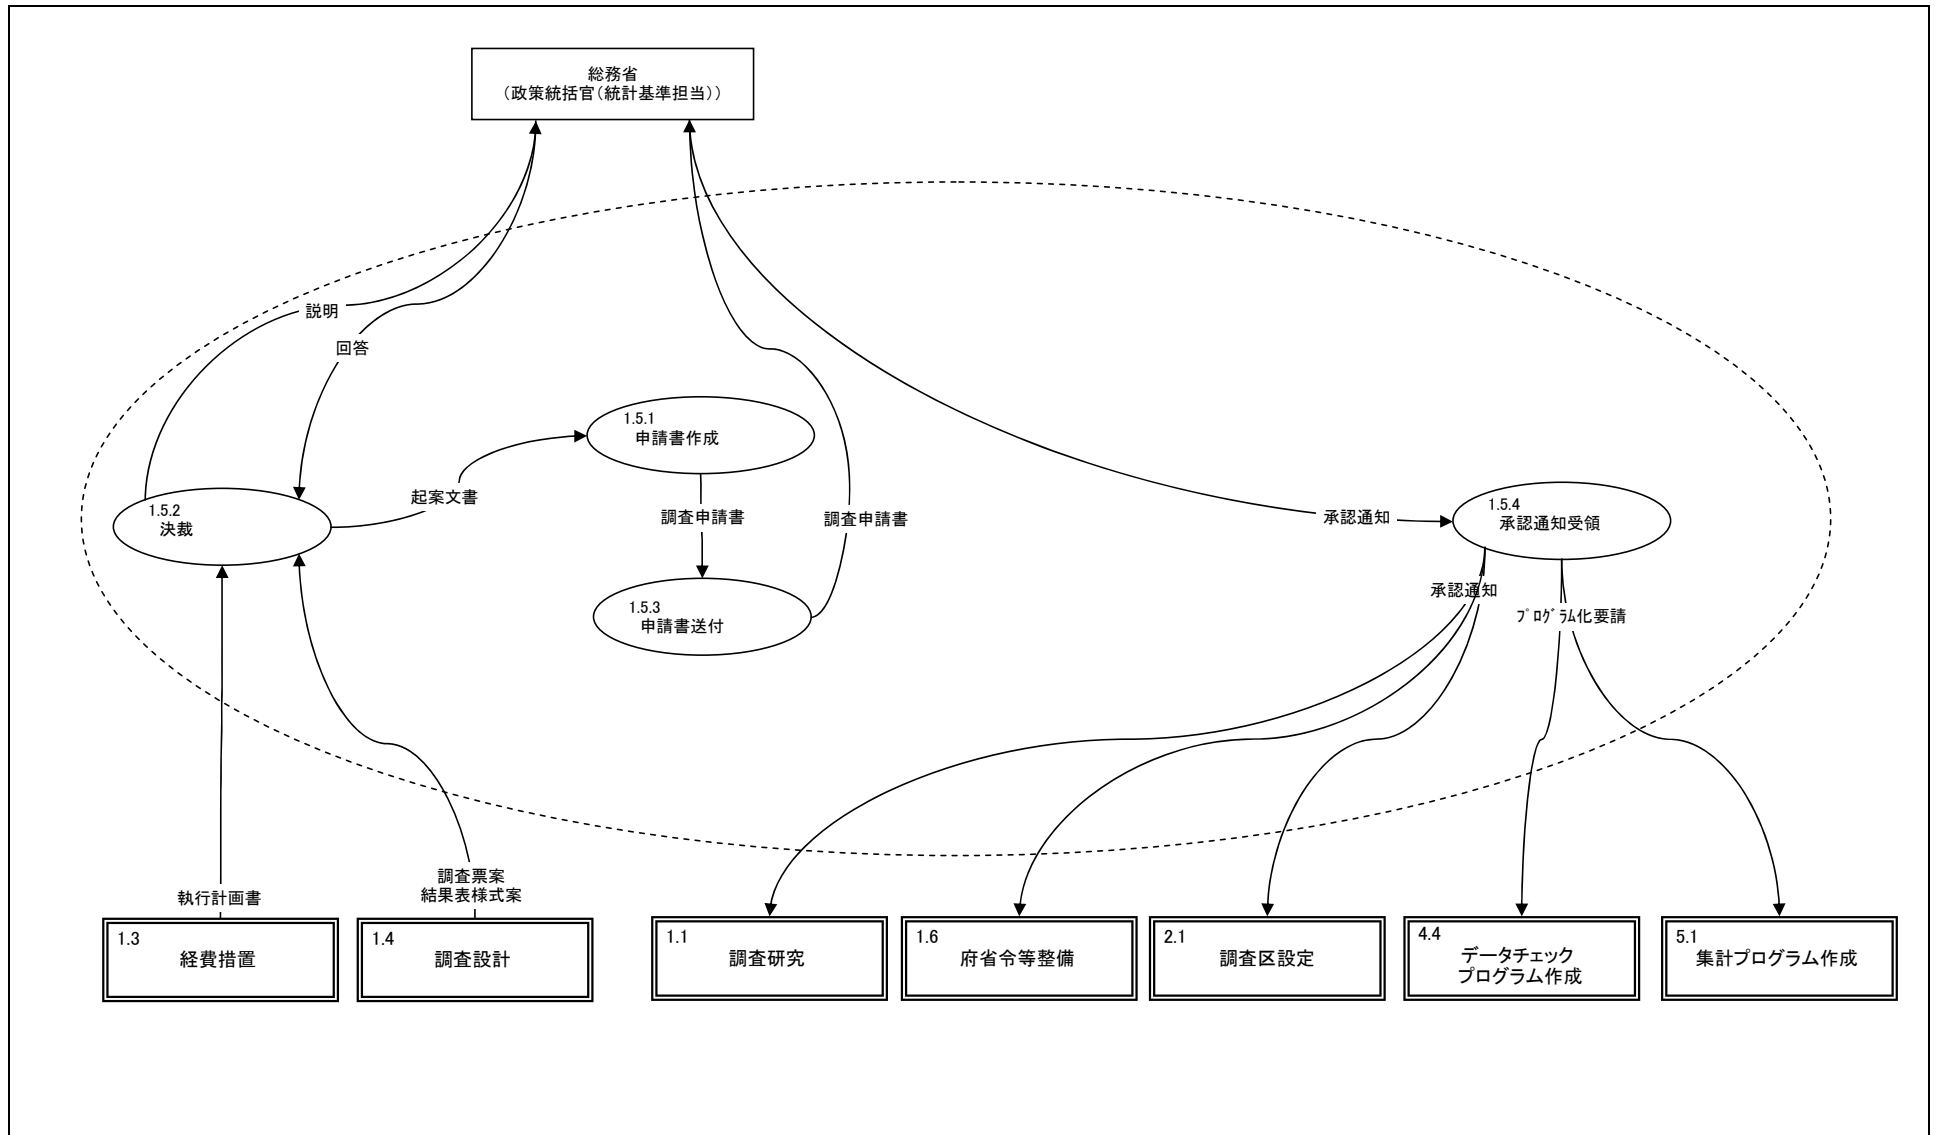 総務省
（政策統括官（統計基準担当））
説明
回答
1.5.1
申請書作成
起案文書
1.5.2
決裁
調査申請書
調査申請書
承認通知
1.5.4
承認通知受領
1.5.3
申請書送付
承認通知
ﾌﾟﾛｸﾞﾗﾑ化要請
執行計画書
調査票案
結果表様式案
1.3
経費措置
1.4
調査設計
1.1
調査研究
1.6
府省令等整備
2.1
調査区設定
4.4
データチェック
プログラム作成
5.1
集計プログラム作成